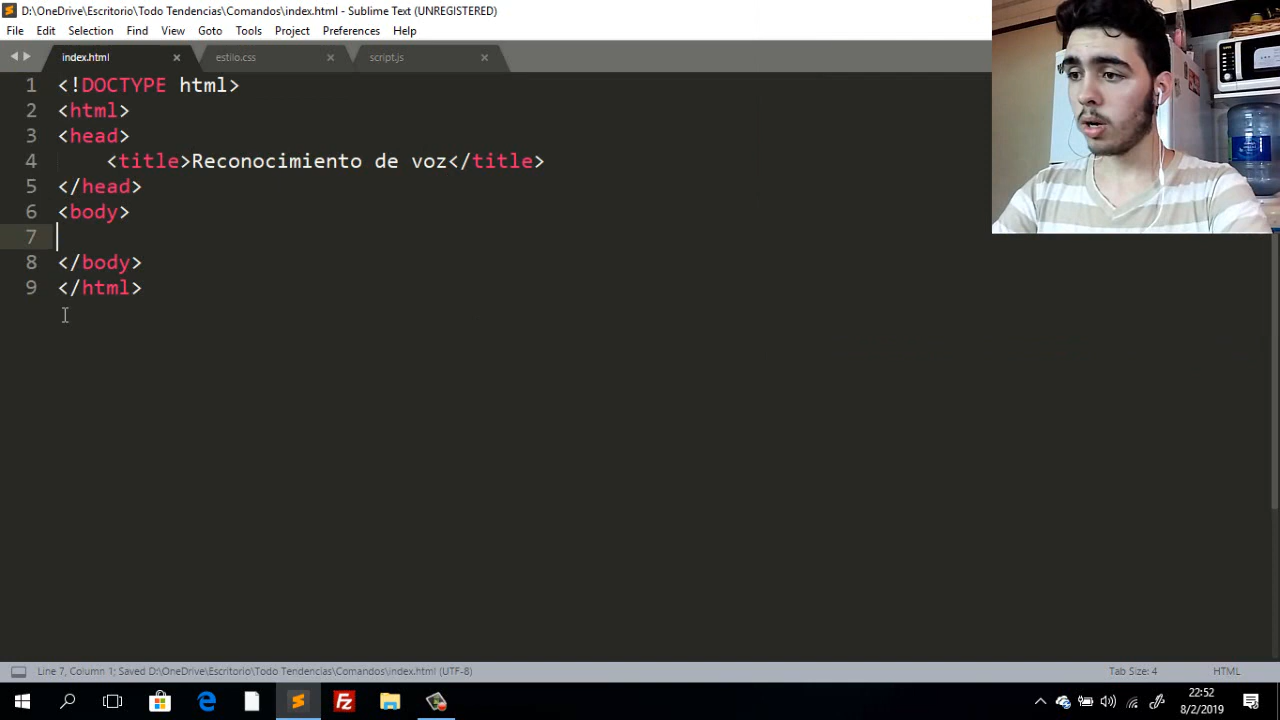 D:\OneDrive\Escritorio\Todo Tendencias\Comandos\index.html - Sublime Text (UNREGISTERED)
File Edit Selection Find View Goto Tools Project Preferences Help
index.html estilo.css script.js
1 <!DOCTYPE html>
2 <html>
3 <head>
4 <title>Reconocimiento de voz</title>
5 </head>
6 <body>
7
8 </body>
9 </html>
Line 7, Column 1; Saved D:\OneDrive\Escritorio\Todo Tendencias\Comandos\index.html (UTF-8) Tab Size: 4 HTML
22:52
8/2/2019